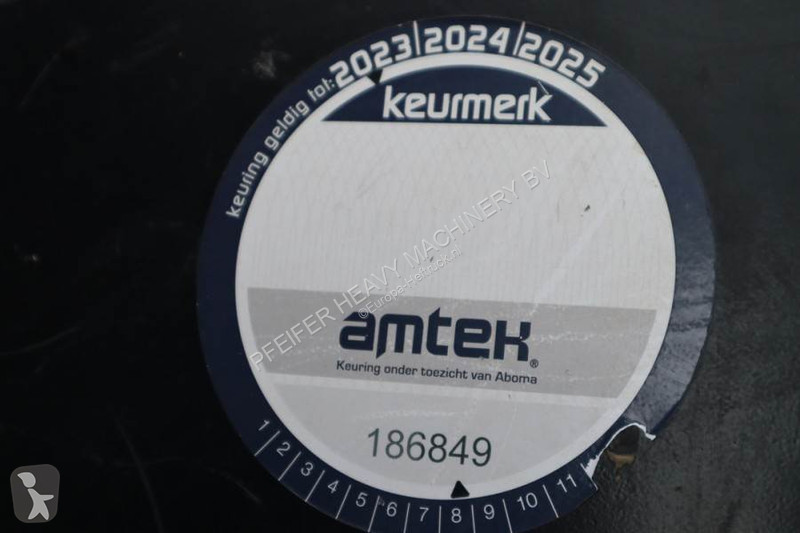 keuring geldig tot: 2023 2024 2025
keurmerk
PFEIFER HEAVY MACHINERY BV
amtek®
Keuring onder toezicht van Aboma
186849
1 2 3 4 5 6 7 8 9 10 11